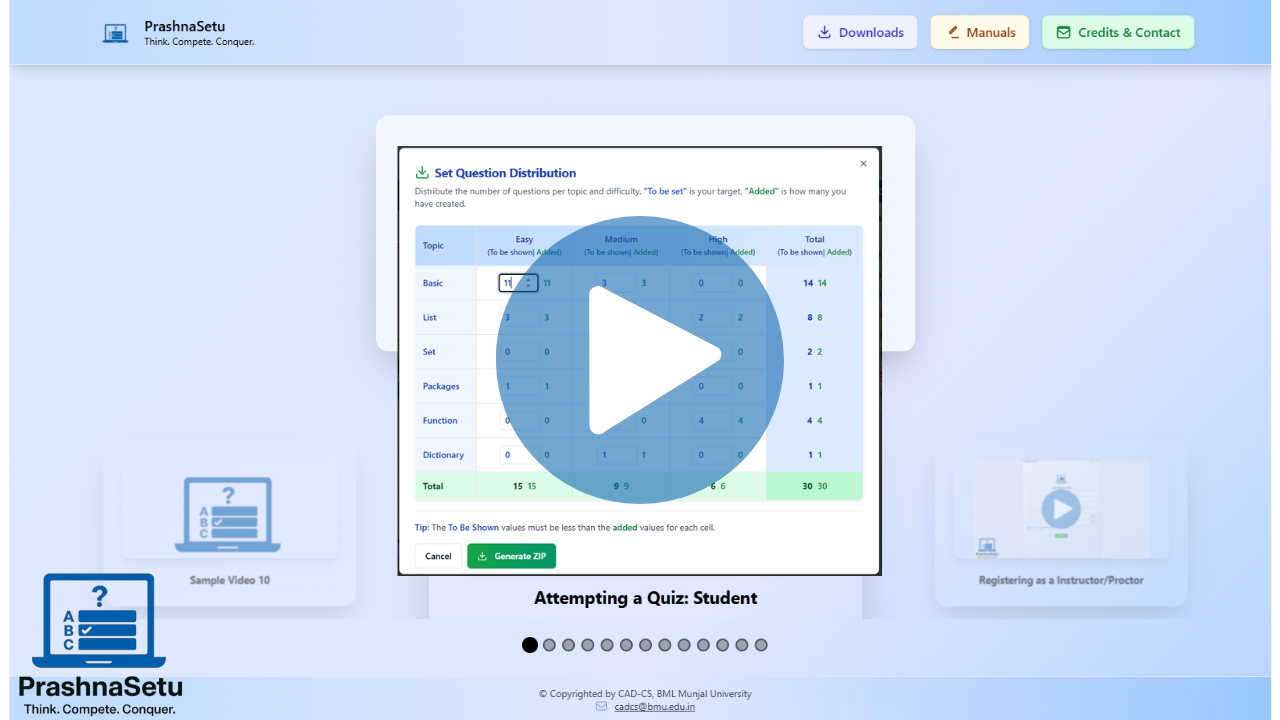 PrashnaSetu
Think. Compete. Conquer.
Downloads
Manuals
Credits & Contact
Set Question Distribution
Distribute the number of questions per topic and difficulty. "To be set" is your target, "Added" is how many you
have created.
Topic Easy Medium High Total
(To be shown| Added) (To be shown| Added) (To be shown| Added) (To be shown| Added)
Basic 11 11 3 3 0 0 14 14
List 3 3 2 2 8 8
Set 0 0 0 2 2
Packages 1 1 0 0 1 1
Function 0 0 0 4 4 4 4
Dictionary 0 0 1 1 0 0 1 1
Total 15 15 9 9 6 6 30 30
Tip: The To Be Shown values must be less than the added values for each cell.
Cancel
Generate ZIP
?
A
B
C
Sample Video 10
Registering as a Instructor/Proctor
Attempting a Quiz: Student
?
A
B
C
PrashnaSetu
Think. Compete. Conquer.
© Copyrighted by CAD-CS, BML Munjal University
cadcs@bmu.edu.in